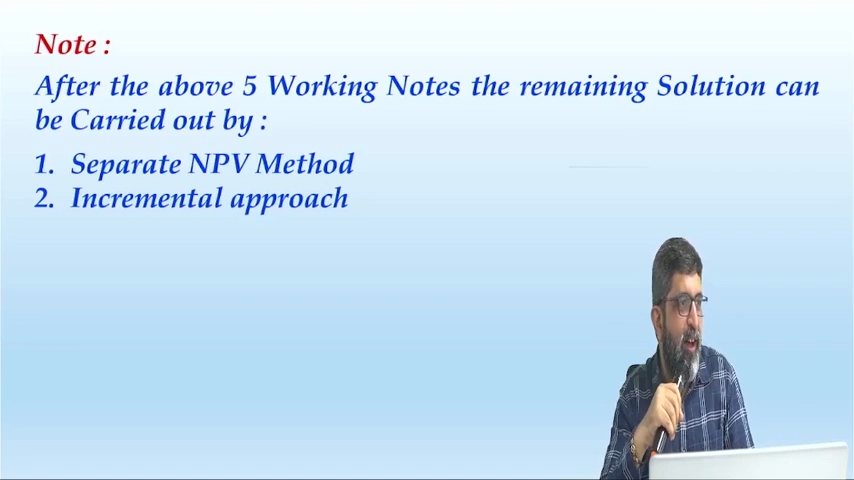 Note :
After the above 5 Working Notes the remaining Solution can
be Carried out by :
1. Separate NPV Method
2. Incremental approach